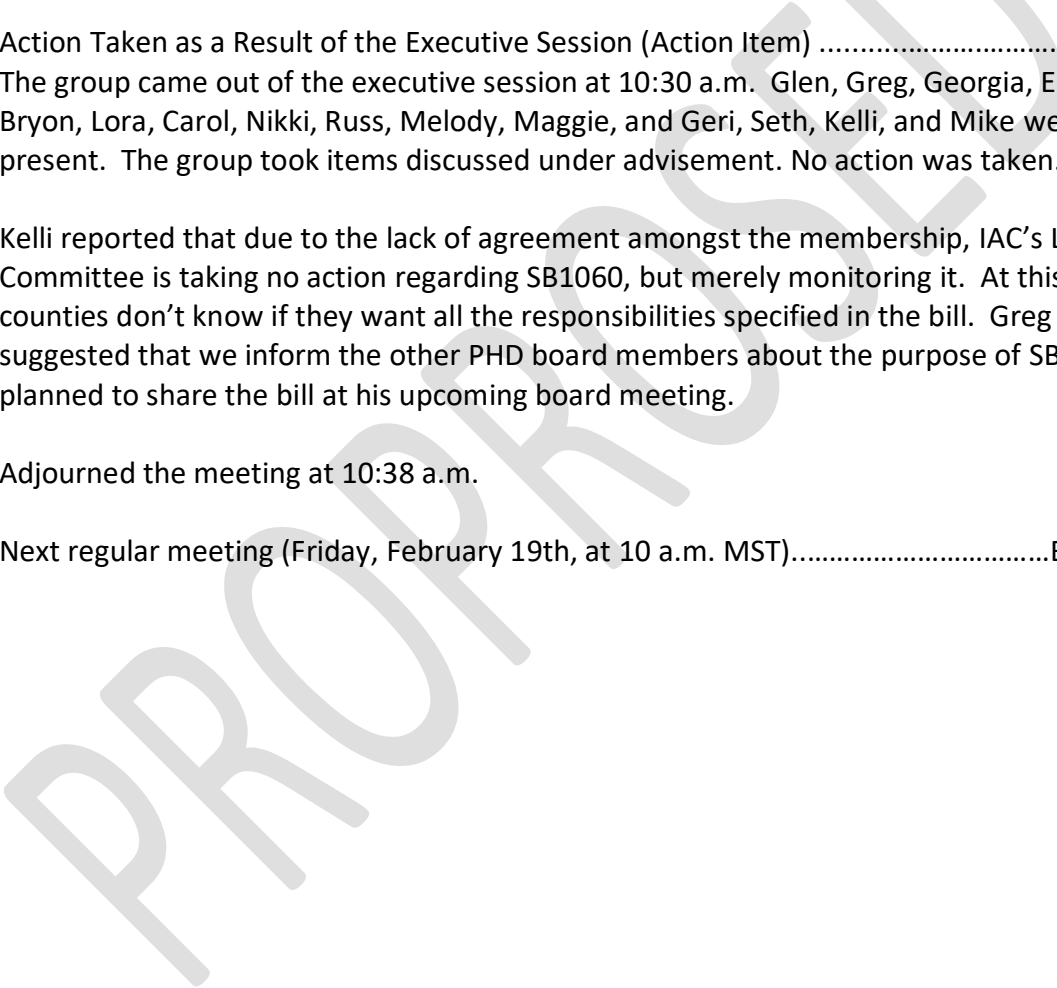 Action Taken as a Result of the Executive Session (Action Item) ................................
The group came out of the executive session at 10:30 a.m.  Glen, Greg, Georgia,
Bryon, Lora, Carol, Nikki, Russ, Melody, Maggie, and Geri, Seth, Kelli, and Mike
present.  The group took items discussed under advisement. No action was taken.
Kelli reported that due to the lack of agreement amongst the membership, IAC’s
Committee is taking no action regarding SB1060, but merely monitoring it.  At this
counties don’t know if they want all the responsibilities specified in the bill.  Greg
suggested that we inform the other PHD board members about the purpose of
planned to share the bill at his upcoming board meeting.
Adjourned the meeting at 10:38 a.m.
Next regular meeting (Friday, February 19th, at 10 a.m. MST)....................................
PROPROSED